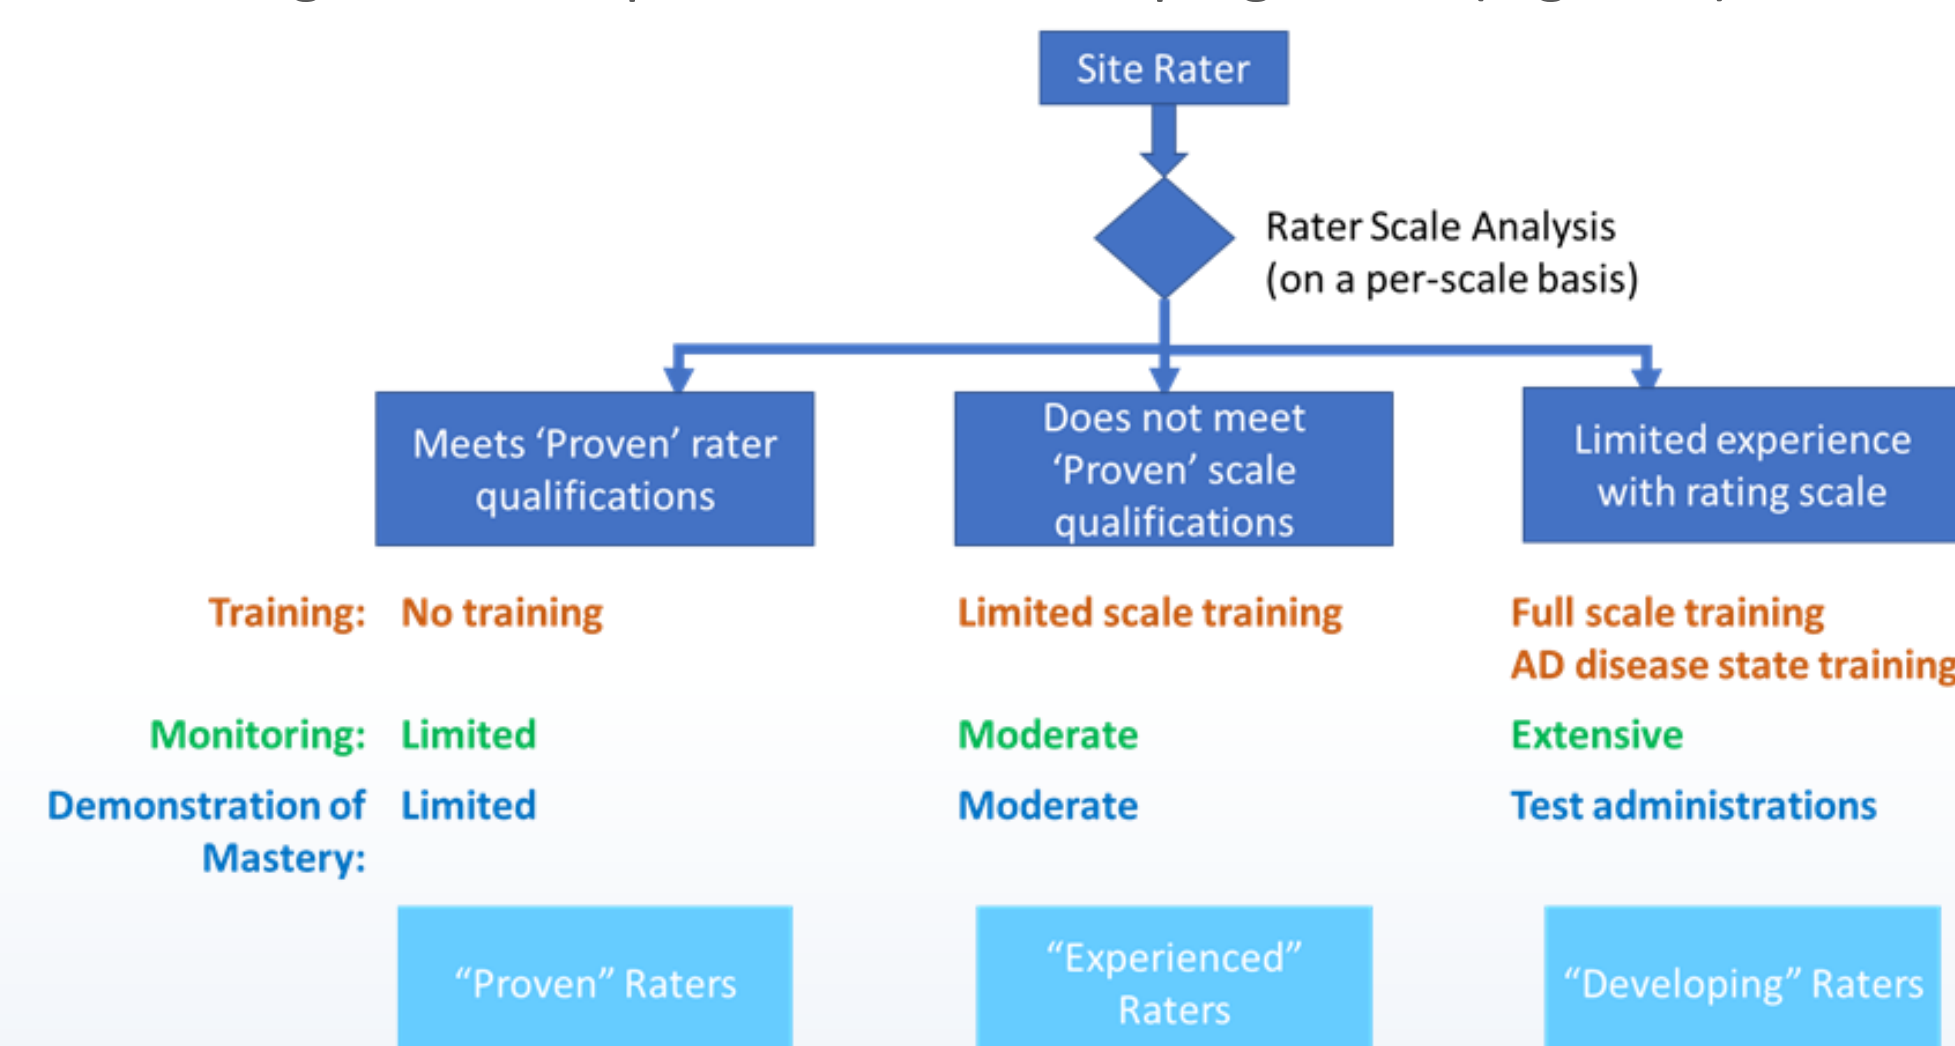 Site Rater
Rater Scale Analysis
(on a per-scale basis)
Meets ‘Proven’ rater
qualifications
Does not meet
‘Proven’ scale
qualifications
Limited experience
with rating scale
Training: No training Limited scale training Full scale training
AD disease state training
Monitoring: Limited Moderate Extensive
Demonstration of Limited Moderate Test administrations
Mastery:
“Proven” Raters
“Experienced”
Raters
“Developing” Raters